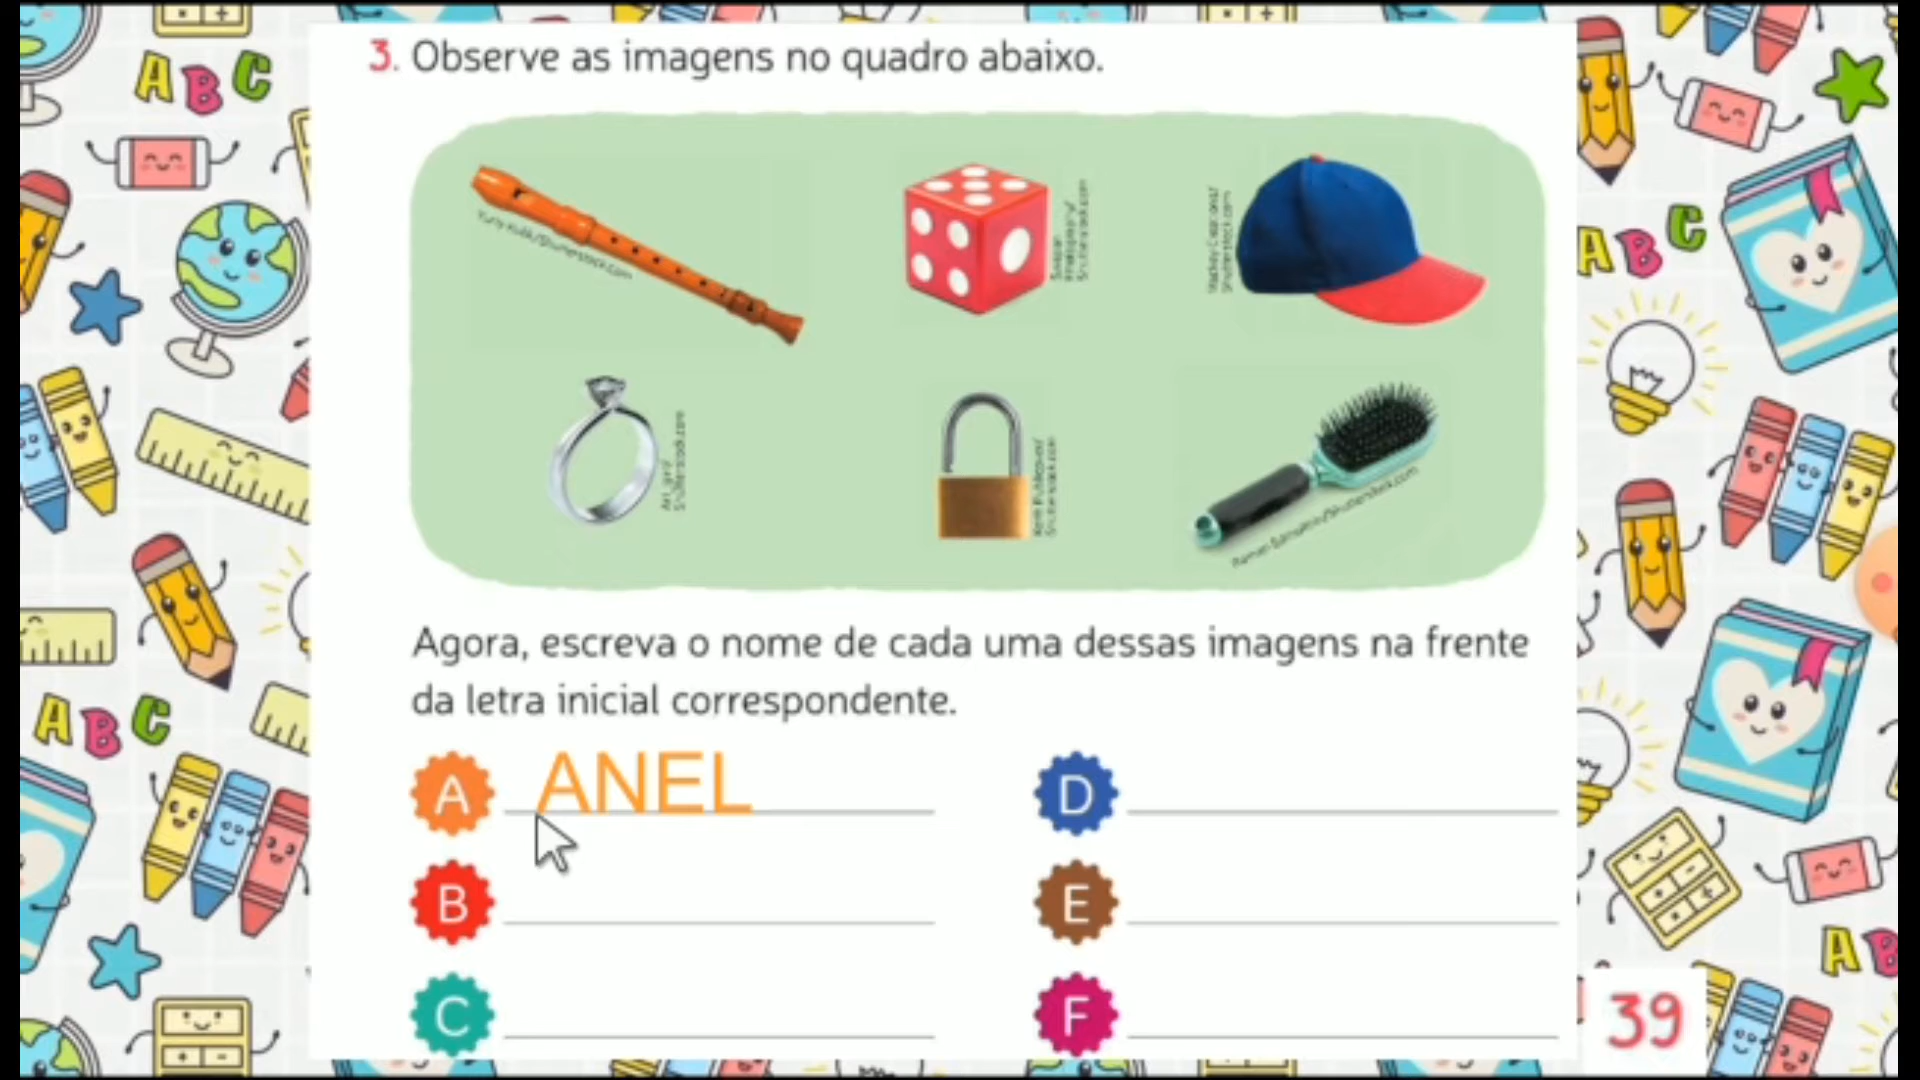 3. Observe as imagens no quadro abaixo.
Agora, escreva o nome de cada uma dessas imagens na frente
da letra inicial correspondente.
A ANEL
B
C
D
E
F
39
ABC
ABC
ABC
AB